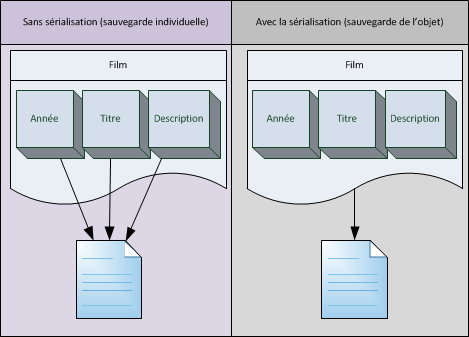 Sans sérialisation (sauvegarde individuelle)
Avec la sérialisation (sauvegarde de l'objet)
Film
Année
Titre
Description
Film
Année
Titre
Description